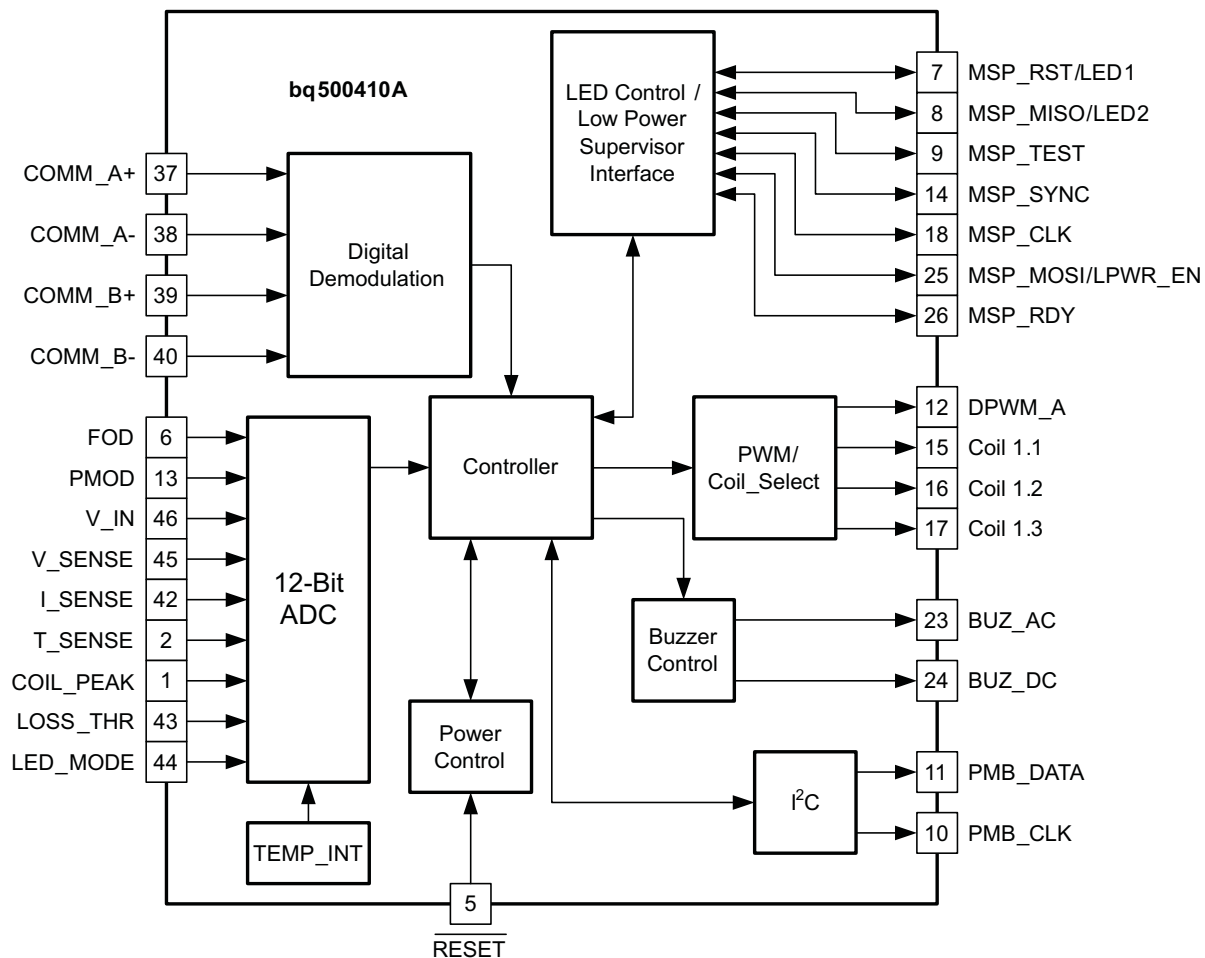 bq500410A
COMM_A+ 37
COMM_A- 38
COMM_B+ 39
COMM_B- 40
Digital
Demodulation
LED Control /
Low Power
Supervisor
Interface
7 MSP_RST/LED1
8 MSP_MISO/LED2
9 MSP_TEST
14 MSP_SYNC
18 MSP_CLK
25 MSP_MOSI/LPWR_EN
26 MSP_RDY
FOD 6
PMOD 13
V_IN 46
V_SENSE 45
I_SENSE 42
T_SENSE 2
COIL_PEAK 1
LOSS_THR 43
LED_MODE 44
12-Bit
ADC
TEMP_INT
Controller
PWM/
Coil_Select
12 DPWM_A
15 Coil 1.1
16 Coil 1.2
17 Coil 1.3
Buzzer
Control
23 BUZ_AC
24 BUZ_DC
Power
Control
I²C
11 PMB_DATA
10 PMB_CLK
5
RESET